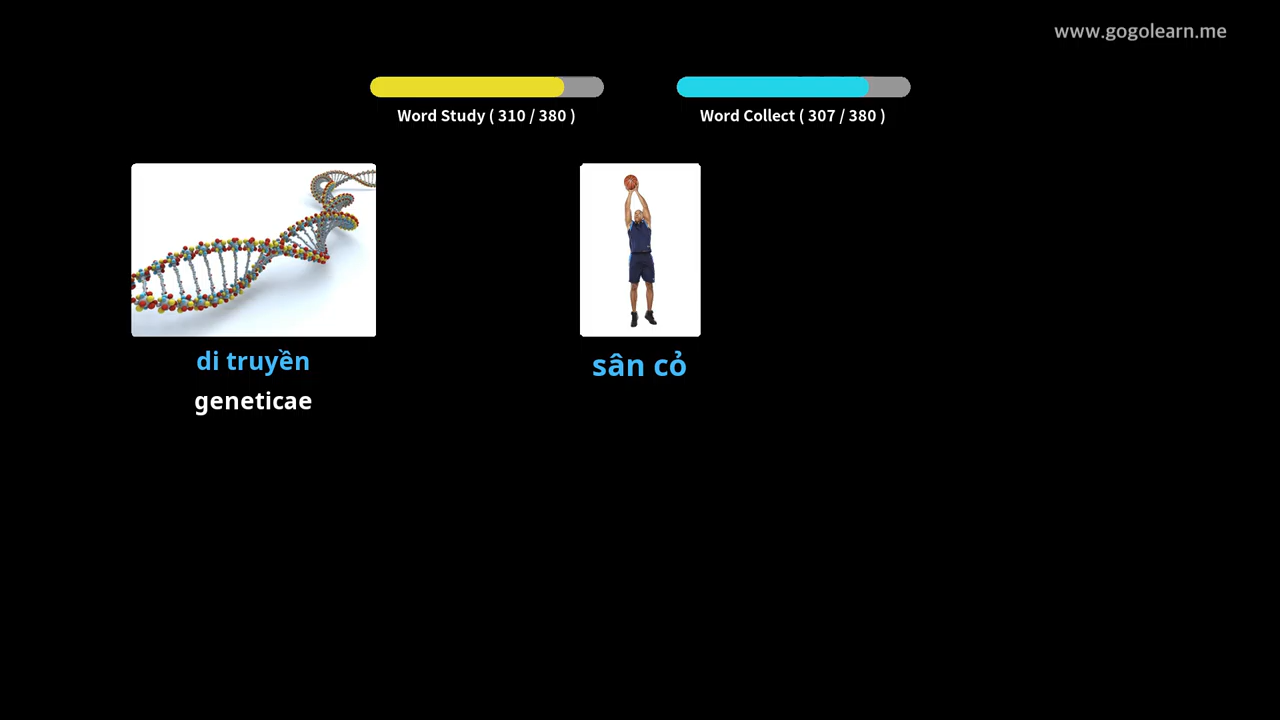 www.gogolearn.me
Word Study ( 310 / 380 )
Word Collect ( 307 / 380 )
di truyền
geneticae
sân cỏ